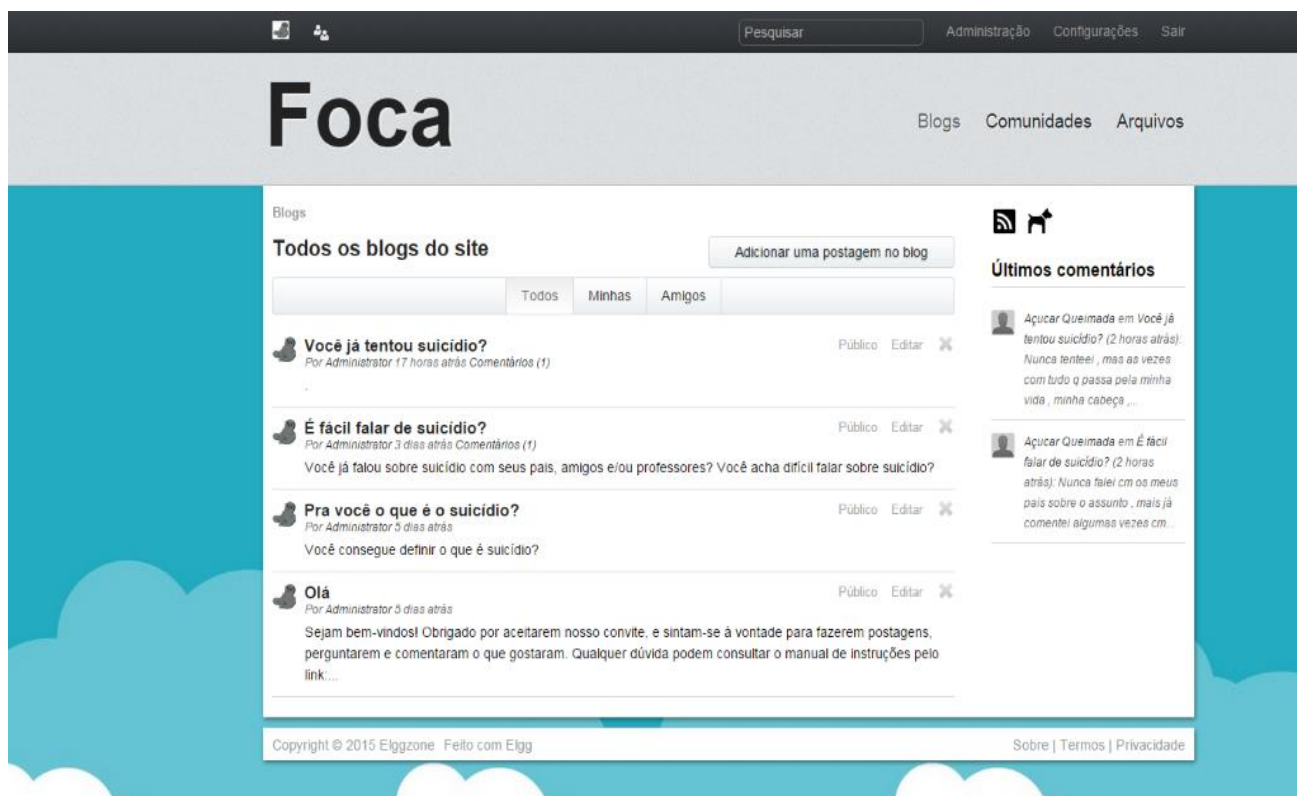 Pesquisar
Administração Configurações Sair
Foca
Blogs Comunidades Arquivos
Blogs
Todos os blogs do site
Adicionar uma postagem no blog
Todos Minhas Amigos
Você já tentou suicídio?
Público Editar
Por Administrator 17 horas atrás Comentários (1)
.
É fácil falar de suicídio?
Público Editar
Por Administrator 3 dias atrás Comentários (1)
Você já falou sobre suicídio com seus pais, amigos e/ou professores? Você acha difícil falar sobre suicídio?
Pra você o que é o suicídio?
Público Editar
Por Administrator 5 dias atrás
Você consegue definir o que é suicídio?
Olá
Público Editar
Por Administrator 5 dias atrás
Sejam bem-vindos! Obrigado por aceitarem nosso convite, e sintam-se à vontade para fazerem postagens,
perguntarem e comentaram o que gostaram. Qualquer dúvida podem consultar o manual de instruções pelo
link:...
Últimos comentários
Açucar Queimada em Você já
tentou suicídio? (2 horas atrás):
Nunca tenteei , mas as vezes
com tudo q passa pela minha
vida , minha cabeça ,...
Açucar Queimada em É fácil
falar de suicídio? (2 horas
atrás): Nunca falei cm os meus
pais sobre o assunto , mais já
comentei algumas vezes cm...
Copyright © 2015 Elggzone Feito com Elgg
Sobre | Termos | Privacidade